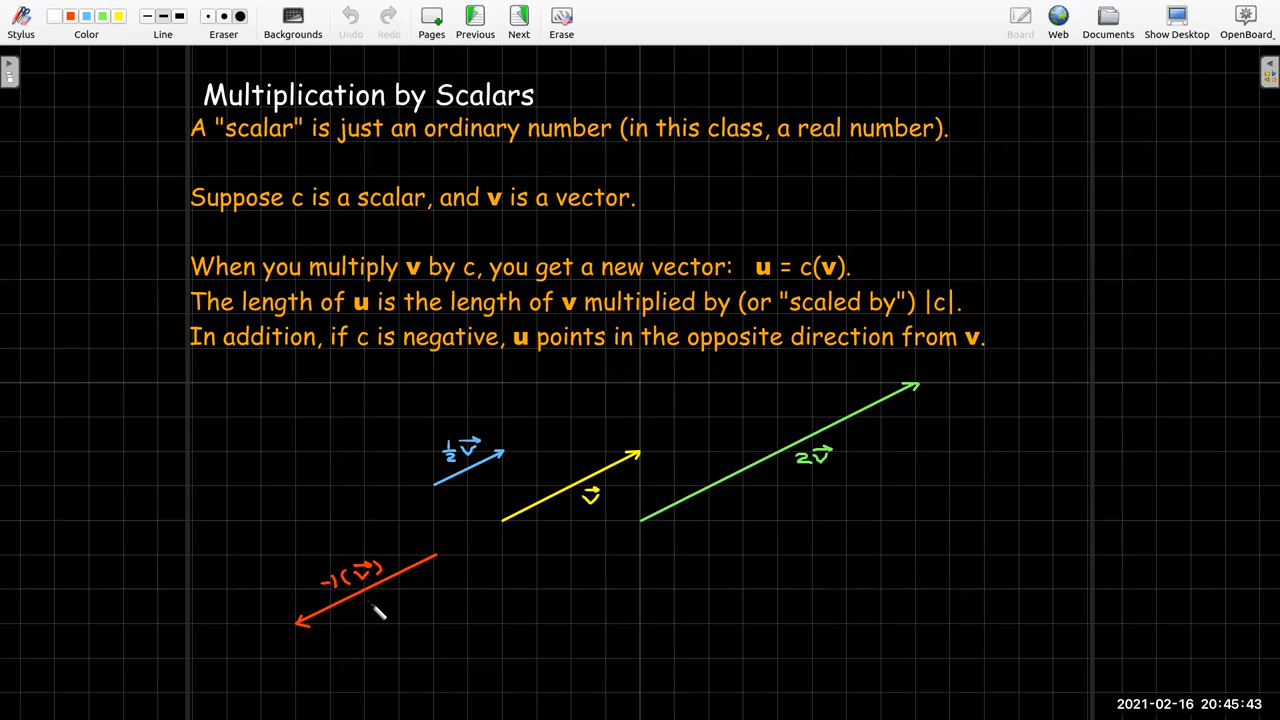 Stylus Color Line Eraser Backgrounds Undo Redo Pages Previous Next Erase Board Web Documents Show Desktop OpenBoard
Multiplication by Scalars
A "scalar" is just an ordinary number (in this class, a real number).
Suppose c is a scalar, and v is a vector.
When you multiply v by c, you get a new vector: u = c(v).
The length of u is the length of v multiplied by (or "scaled by") |c|.
In addition, if c is negative, u points in the opposite direction from v.
½v⃗
v⃗
2v⃗
-1(v⃗)
2021-02-16 20:45:43